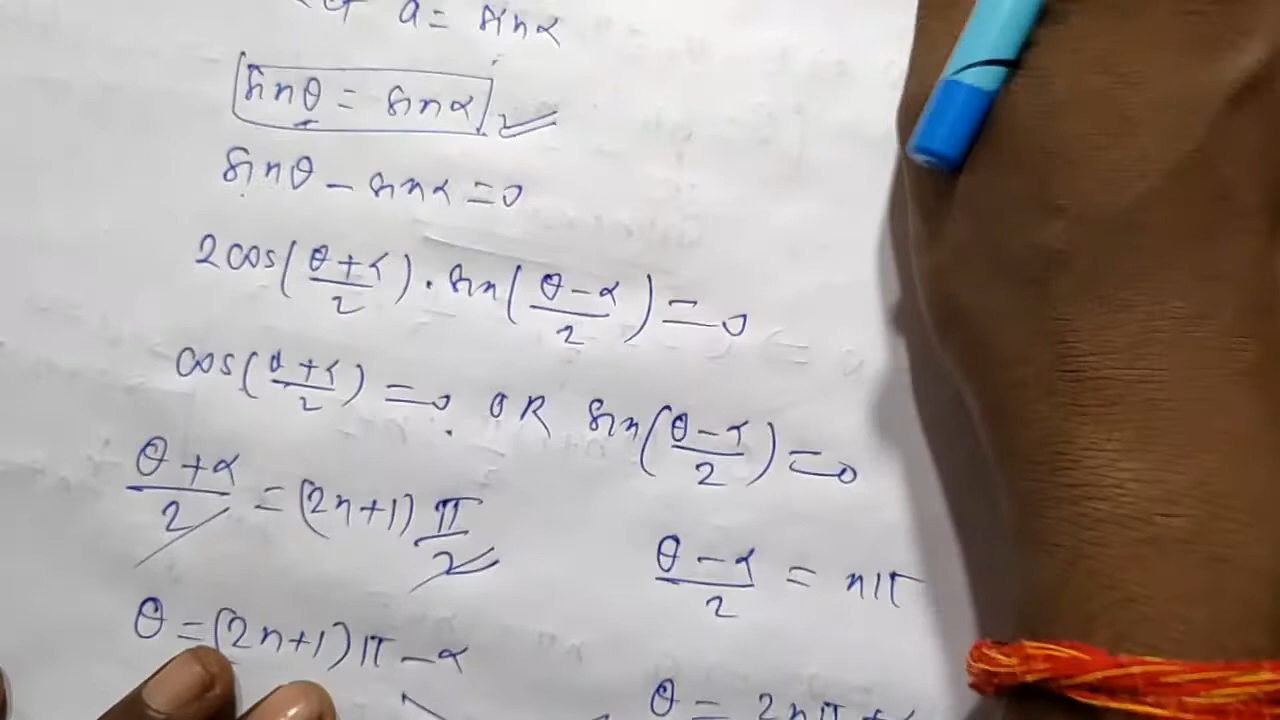 a = sinα
sinθ = sinα
sinθ - sinα = 0
2cos(θ+α/2) . sin(θ-α/2) = 0
cos(θ+α/2) = 0 OR sin(θ-α/2) = 0
θ+α/2 = (2n+1) π/2
θ-α/2 = nπ
θ = (2n+1)π - α
θ = 2nπ +